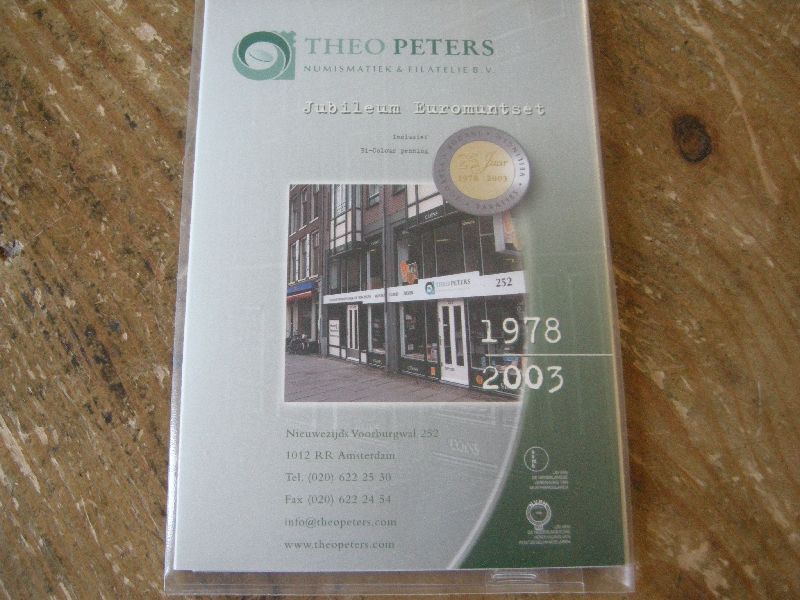 THEO PETERS
NUMISMATIEK & FILATELIE B.V.
Jubileum Euromuntset
Inclusief
Bi-Colour penning
25 Jaar
1978 2003
THEO PETERS
252
1978
2003
Nieuwezijds Voorburgwal 252
1012 RR Amsterdam
Tel. (020) 622 25 30
Fax (020) 622 24 54
info@theopeters.com
www.theopeters.com